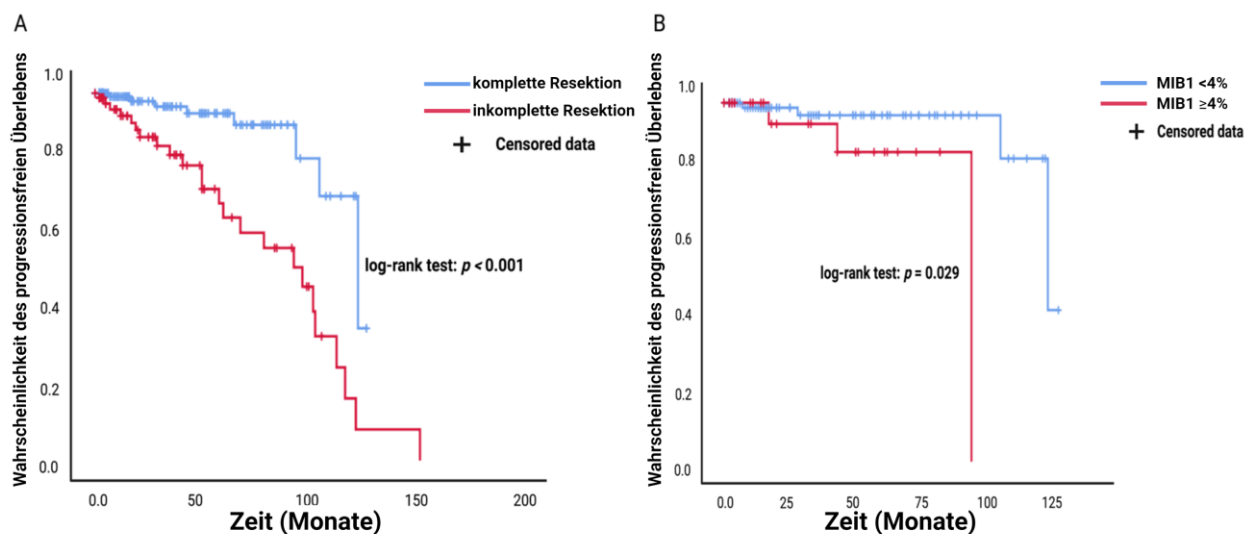 A
Wahrscheinlichkeit des progressionsfreien Überlebens
1.0
0.8
0.6
0.4
0.2
0.0
komplette Resektion
inkomplette Resektion
Censored data
log-rank test: p < 0.001
0.0 50 100 150 200
Zeit (Monate)
B
Wahrscheinlichkeit des progressionsfreien Überlebens
1.0
0.8
0.6
0.4
0.2
0.0
MIB1 <4%
MIB1 ≥4%
Censored data
log-rank test: p = 0.029
0.0 25 50 75 100 125
Zeit (Monate)